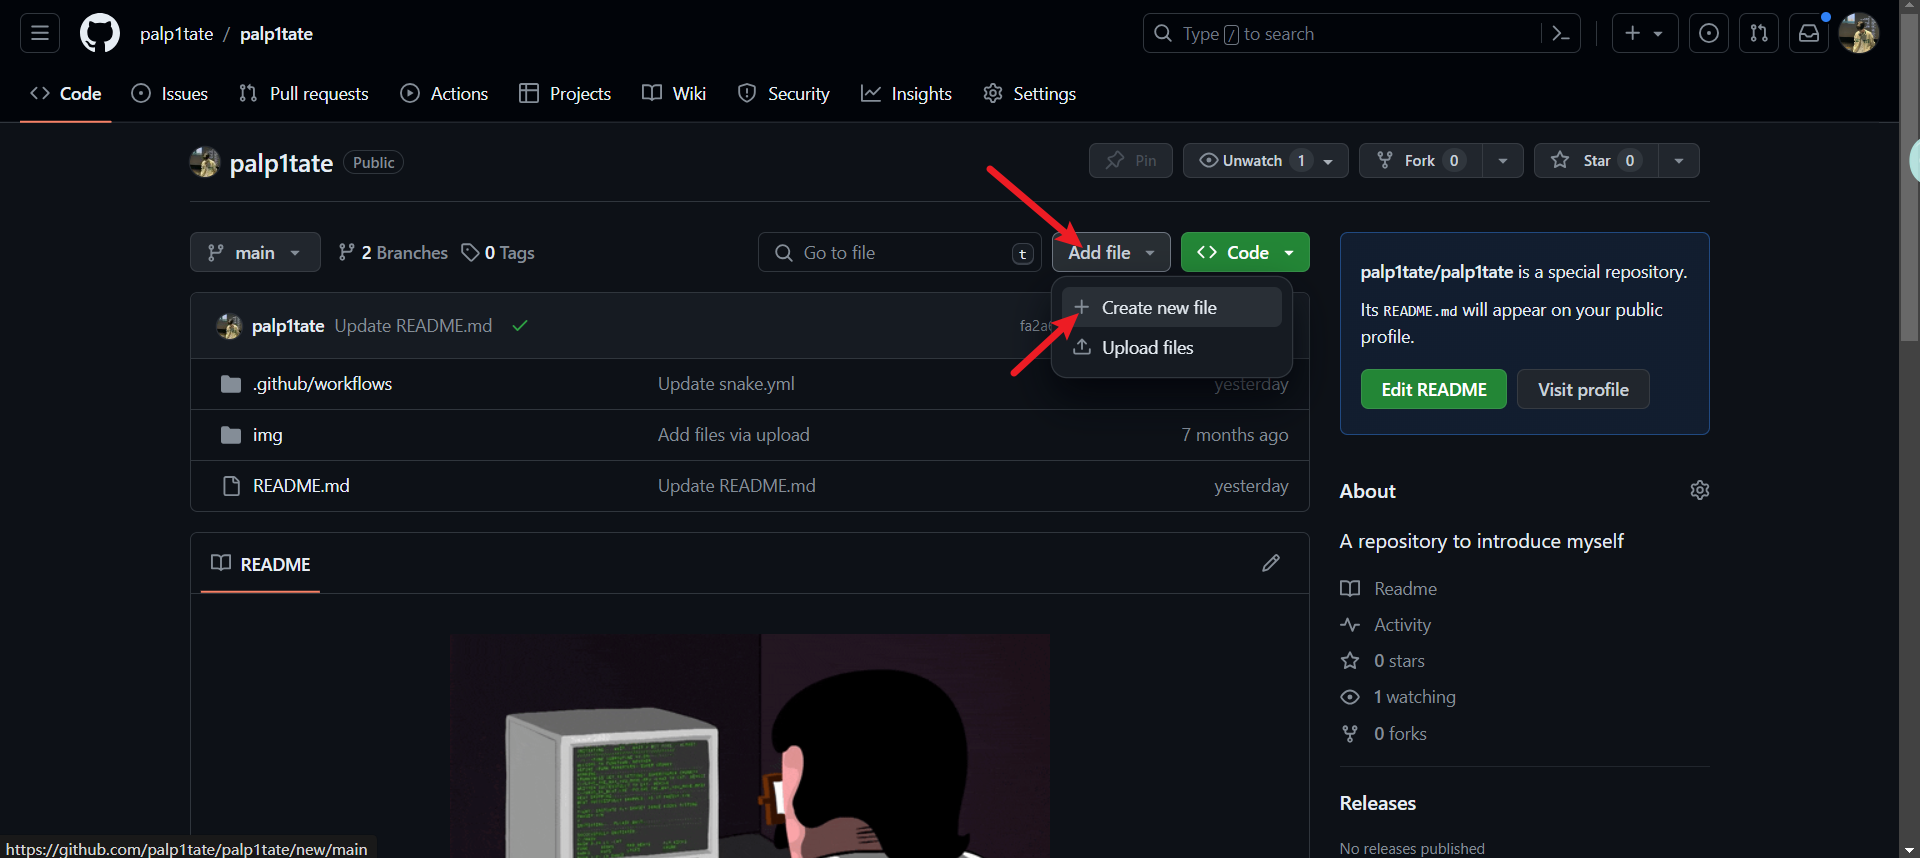 palp1tate / palp1tate
Type / to search
Code
Issues
Pull requests
Actions
Projects
Wiki
Security
Insights
Settings
palp1tate Public
Pin
Unwatch 1
Fork 0
Star 0
main
2 Branches
0 Tags
Go to file
t
Add file
Code
Create new file
Upload files
palp1tate Update README.md
fa2a
.github/workflows Update snake.yml yesterday
img Add files via upload 7 months ago
README.md Update README.md yesterday
README
palp1tate/palp1tate is a special repository.
Its README.md will appear on your public
profile.
Edit README
Visit profile
About
A repository to introduce myself
Readme
Activity
0 stars
1 watching
0 forks
Releases
No releases published
https://github.com/palp1tate/palp1tate/new/main